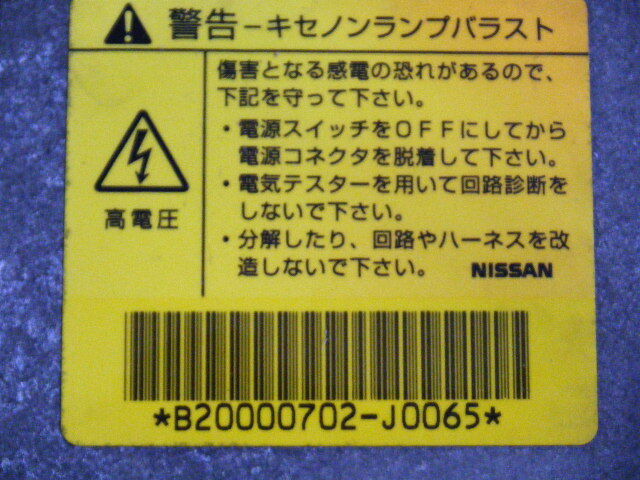 警告-キセノンランプバラスト
傷害となる感電の恐れがあるので、
下記を守って下さい。
・電源スイッチをOFFにしてから
電源コネクタを脱着して下さい。
・電気テスターを用いて回路診断を
しないで下さい。
・分解したり、回路やハーネスを改
造しないで下さい。 NISSAN
高電圧
*B20000702-J0065*